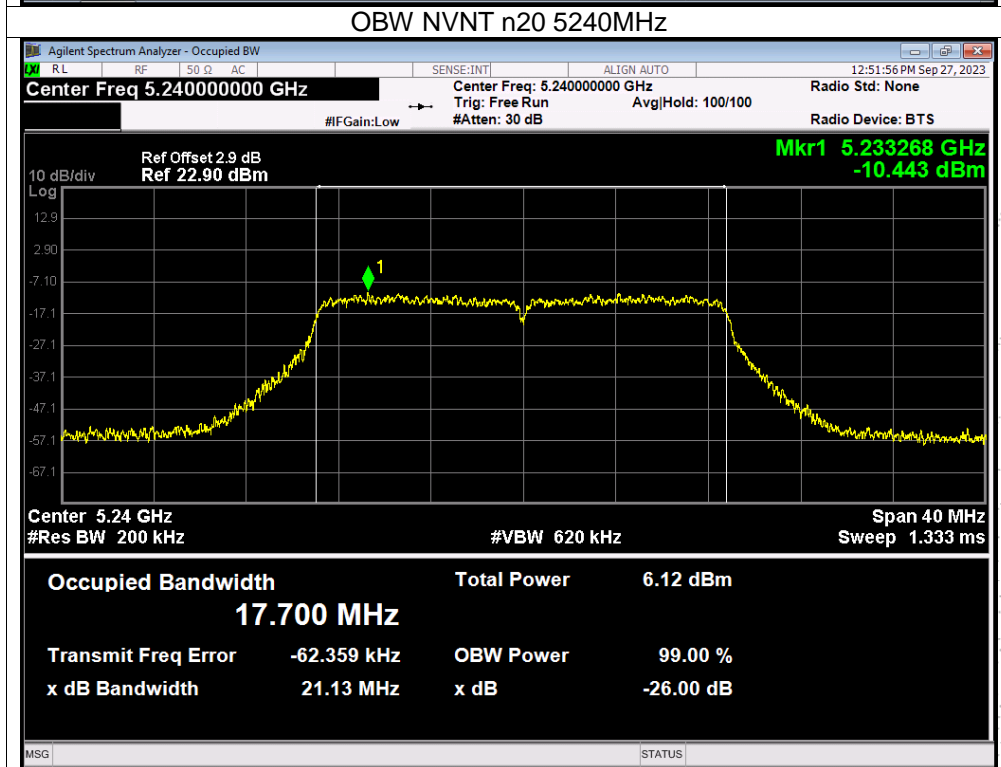 OBW NVNT n20 5240MHz
Agilent Spectrum Analyzer - Occupied BW
LXI RL RF 50 Ω AC SENSE:INT ALIGN AUTO 12:51:56 PM Sep 27, 2023
Center Freq 5.240000000 GHz Center Freq: 5.240000000 GHz Radio Std: None
Trig: Free Run Avg|Hold: 100/100
#IFGain:Low #Atten: 30 dB Radio Device: BTS
Ref Offset 2.9 dB Mkr1 5.233268 GHz
10 dB/div Ref 22.90 dBm -10.443 dBm
Log
12.9
2.90
1
-7.10
-17.1
-27.1
-37.1
-47.1
-57.1
-67.1
Center 5.24 GHz Span 40 MHz
#Res BW 200 kHz #VBW 620 kHz Sweep 1.333 ms
Occupied Bandwidth Total Power 6.12 dBm
17.700 MHz
Transmit Freq Error -62.359 kHz OBW Power 99.00 %
x dB Bandwidth 21.13 MHz x dB -26.00 dB
MSG STATUS